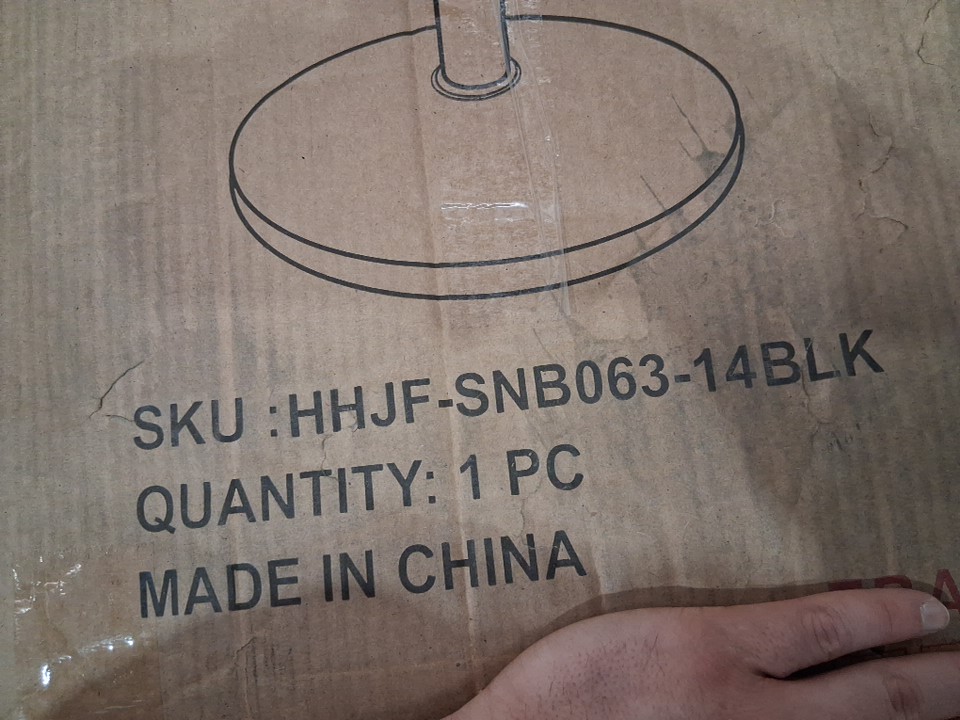 SKU :HHJF-SNB063-14BLK
QUANTITY: 1 PC
MADE IN CHINA